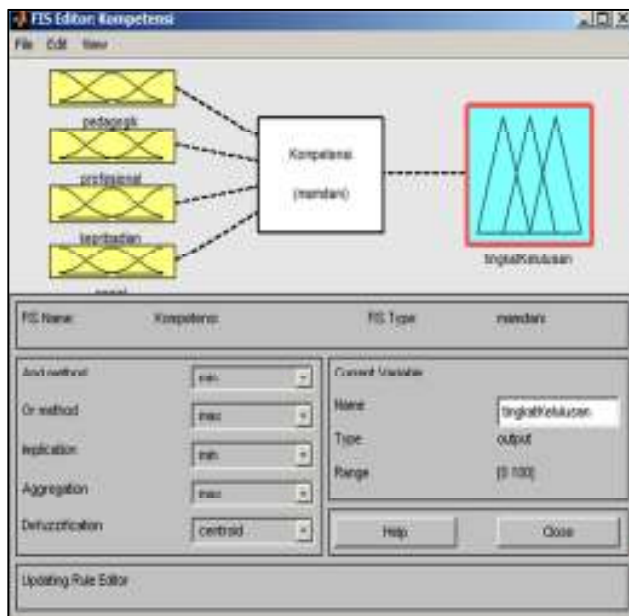 FIS Editor: Kompetensi
File Edit View
pedagogik
profesional
kepribadian
sosial
Kompetensi
(mamdani)
tingkatKelulusan
FIS Name: Kompetensi FIS Type: mamdani
And method min
Or method max
Implication min
Aggregation max
Defuzzification centroid
Current Variable
Name tingkatKelulusan
Type output
Range [0 100]
Help Close
Updating Rule Editor